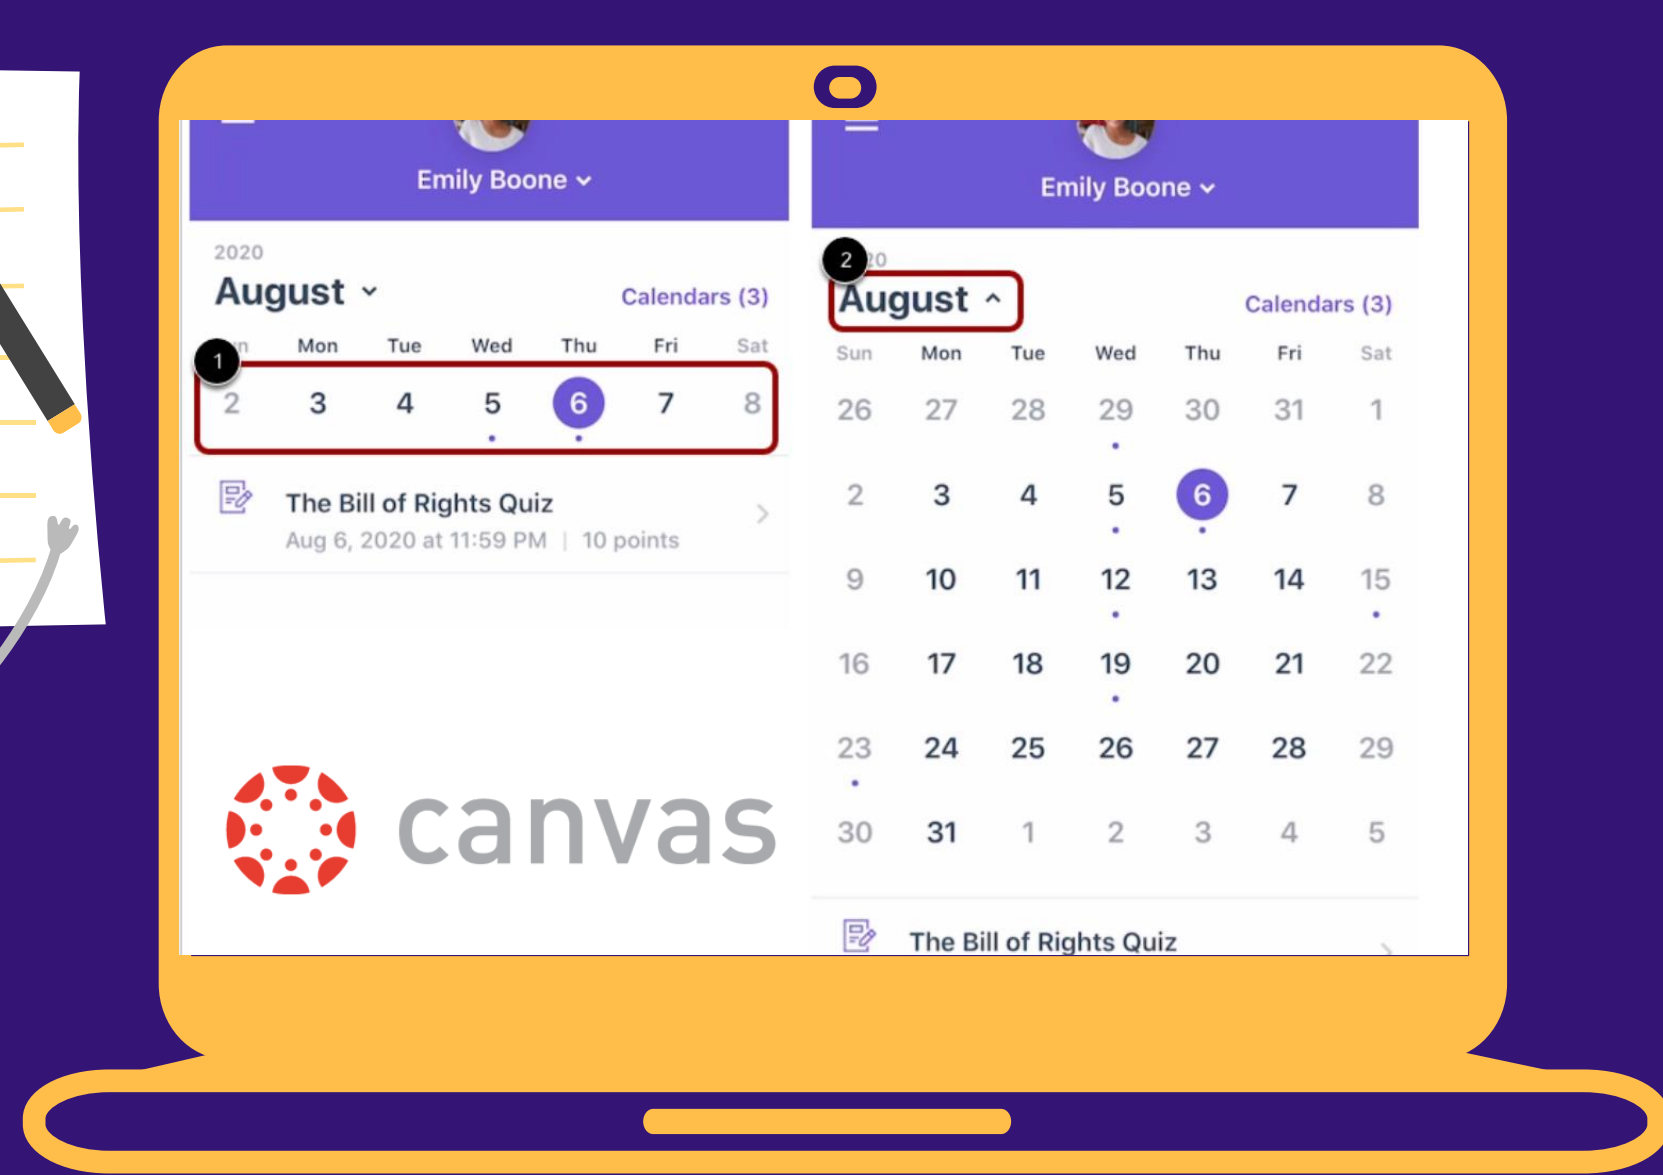 Emily Boone
2020
August
Calendars (3)
1
Mon Tue Wed Thu Fri Sat
2 3 4 5 6 7 8
The Bill of Rights Quiz
Aug 6, 2020 at 11:59 PM | 10 points
canvas
Emily Boone
2
20
August
Calendars (3)
Sun Mon Tue Wed Thu Fri Sat
26 27 28 29 30 31 1
2 3 4 5 6 7 8
9 10 11 12 13 14 15
16 17 18 19 20 21 22
23 24 25 26 27 28 29
30 31 1 2 3 4 5
The Bill of Rights Quiz